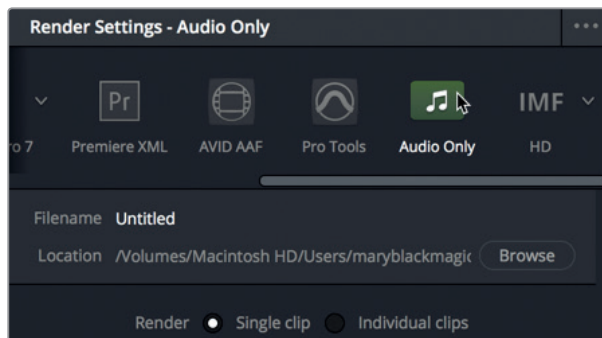 Render Settings - Audio Only
Pr
IMF
ro 7 Premiere XML AVID AAF Pro Tools Audio Only HD
Filename Untitled
Location /Volumes/Macintosh HD/Users/maryblackmagic Browse
Render Single clip Individual clips